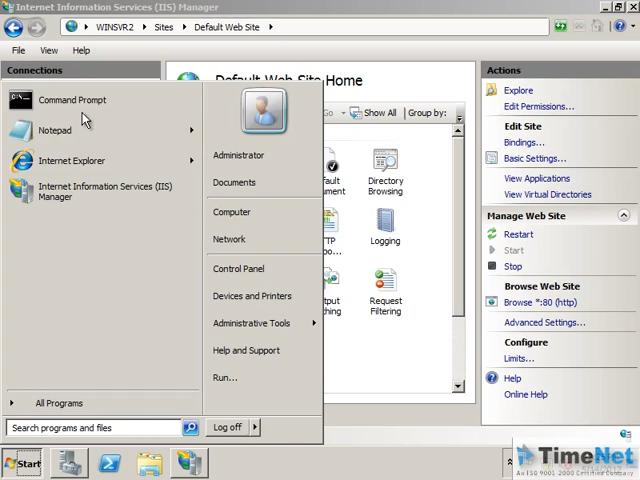 Internet Information Services (IIS) Manager
WINSVR2
Sites
Default Web Site
File
View
Help
Connections
Default Web Site Home
Go
Show All
Group by:
Directory
Browsing
Logging
Request
Filtering
Command Prompt
Notepad
Internet Explorer
Internet Information Services (IIS)
Manager
All Programs
Search programs and files
Administrator
Documents
Computer
Network
Control Panel
Devices and Printers
Administrative Tools
Help and Support
Run...
Log off
Actions
Explore
Edit Permissions...
Edit Site
Bindings...
Basic Settings...
View Applications
View Virtual Directories
Manage Web Site
Restart
Start
Stop
Browse Web Site
Browse *:80 (http)
Advanced Settings...
Configure
Limits...
Help
Online Help
Start
TimeNet
An ISO 9001 2000 Certified